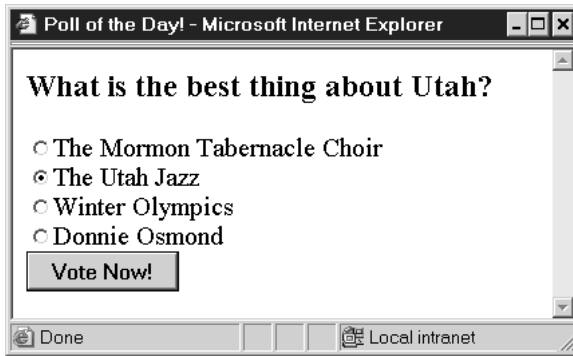 Poll of the Day! - Microsoft Internet Explorer
What is the best thing about Utah?
The Mormon Tabernacle Choir
The Utah Jazz
Winter Olympics
Donnie Osmond
Vote Now!
Done
Local intranet